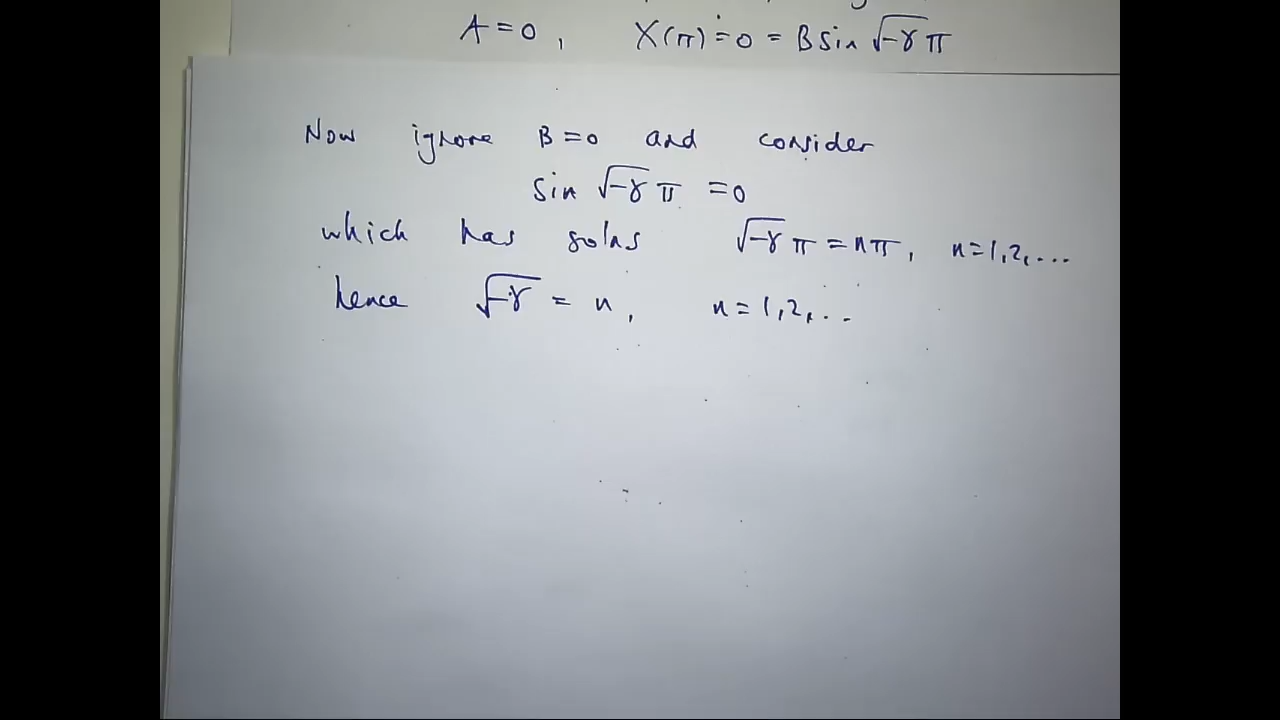 A = 0 ,  X(π) = 0 = B sin √-γ π
Now ignore B = 0 and consider
sin √-γ π = 0
which has solns √-γ π = nπ, n = 1, 2, ...
hence √-γ = n, n = 1, 2, ...